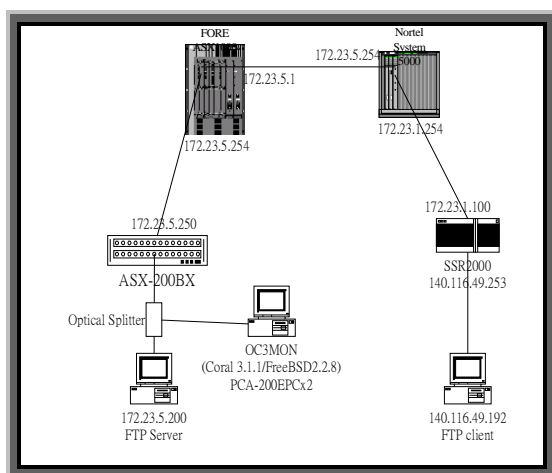 FORE
Nortel
System
5000
172.23.5.254
172.23.5.1
172.23.5.254
172.23.1.254
172.23.5.250
172.23.1.100
ASX-200BX
SSR2000
140.116.49.253
Optical Splitter
OC3MON
(Coral 3.1.1/FreeBSD2.2.8)
PCA-200EPCx2
172.23.5.200
FTP Server
140.116.49.192
FTP client